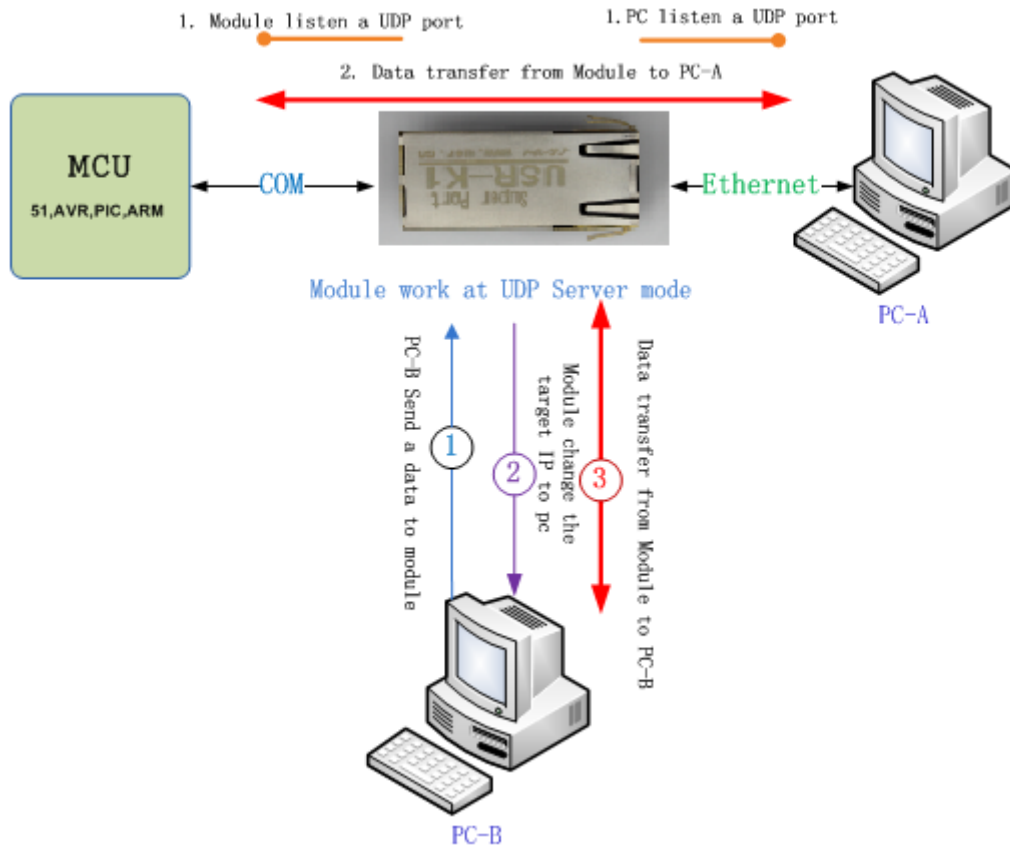 1. Module listen a UDP port
1.PC listen a UDP port
2. Data transfer from Module to PC-A
MCU
51,AVR,PIC,ARM
COM
USR-K1
Super Port
Ethernet
PC-A
Module work at UDP Server mode
PC-B Send a data to module
1
2
Module change the
target IP to pc
3
Data transfer from Module to PC-B
PC-B